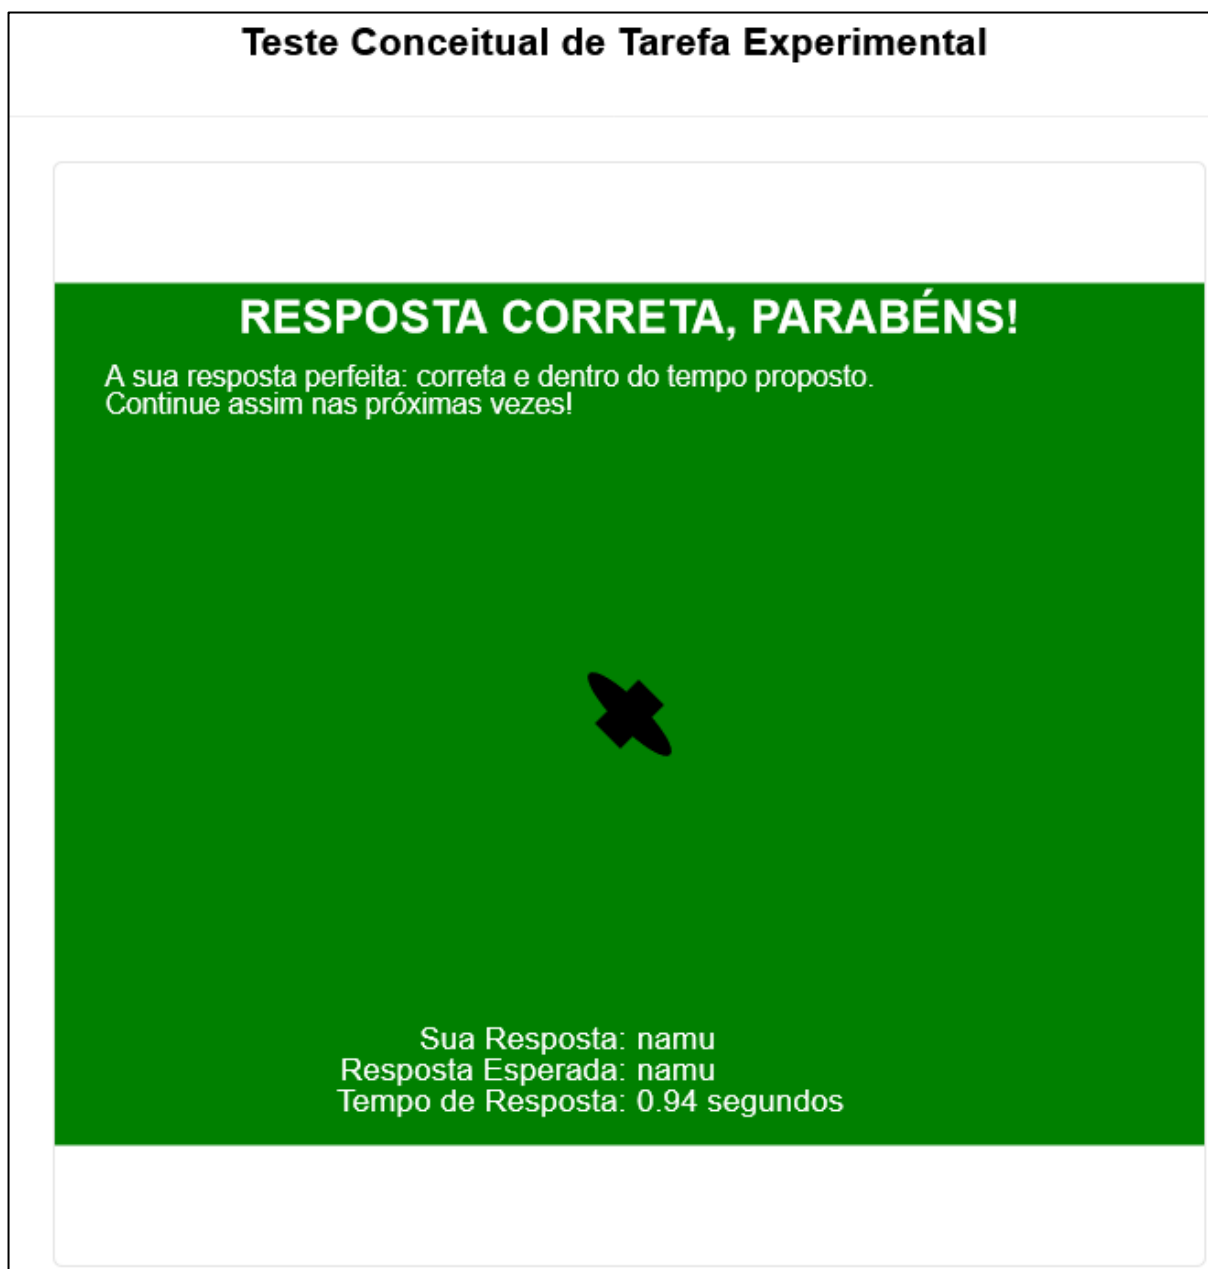 Teste Conceitual de Tarefa Experimental
RESPOSTA CORRETA, PARABÉNS!
A sua resposta perfeita: correta e dentro do tempo proposto.
Continue assim nas próximas vezes!
Sua Resposta: namu
Resposta Esperada: namu
Tempo de Resposta: 0.94 segundos